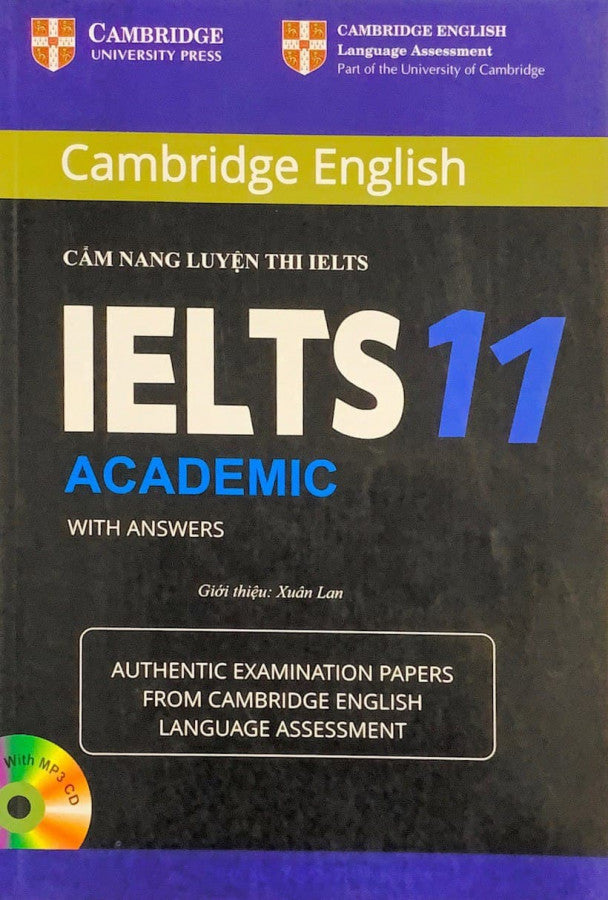 CAMBRIDGE
UNIVERSITY PRESS
CAMBRIDGE ENGLISH
Language Assessment
Part of the University of Cambridge
Cambridge English
CẨM NANG LUYỆN THI IELTS
IELTS 11
ACADEMIC
WITH ANSWERS
Giới thiệu: Xuân Lan
AUTHENTIC EXAMINATION PAPERS
FROM CAMBRIDGE ENGLISH
LANGUAGE ASSESSMENT
With MP3 CD